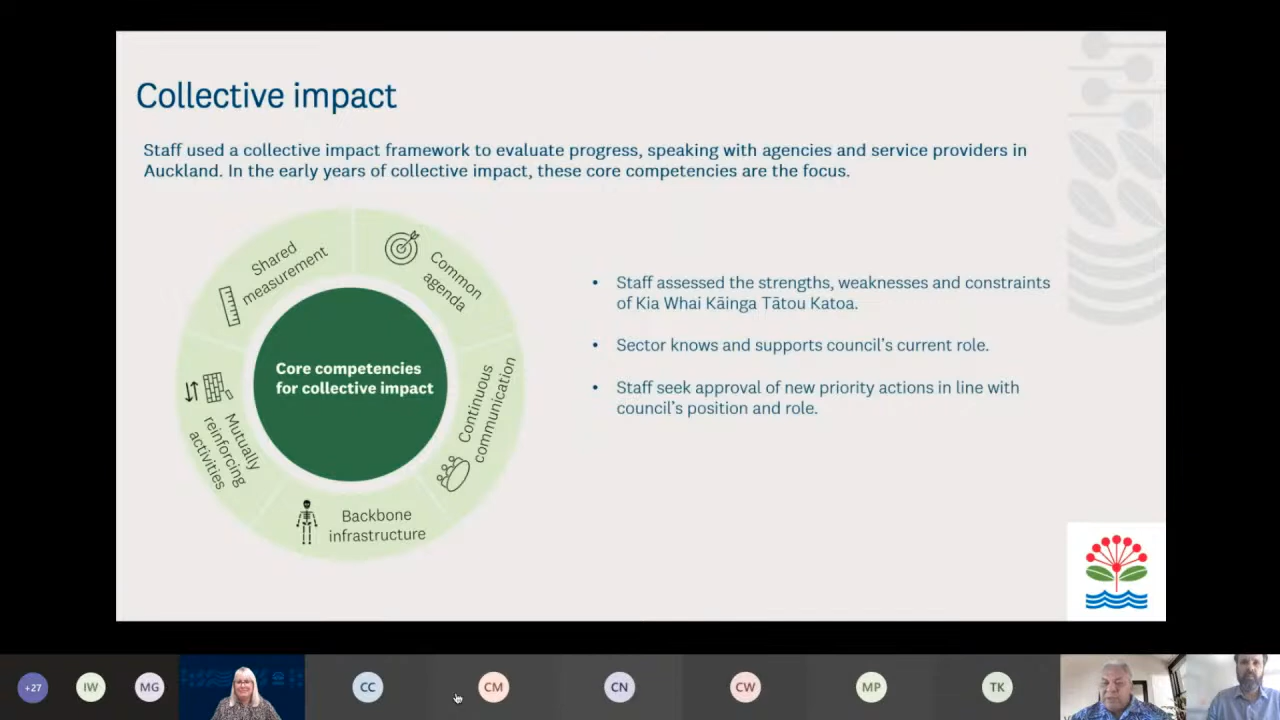 Collective impact
Staff used a collective impact framework to evaluate progress, speaking with agencies and service providers in
Auckland. In the early years of collective impact, these core competencies are the focus.
Shared
measurement
Common
agenda
Core competencies
for collective impact
Continuous
communication
Mutually
reinforcing
activities
Backbone
infrastructure
• Staff assessed the strengths, weaknesses and constraints
of Kia Whai Kāinga Tātou Katoa.
• Sector knows and supports council's current role.
• Staff seek approval of new priority actions in line with
council's position and role.
+27
IW
MG
CC
CM
CN
CW
MP
TK